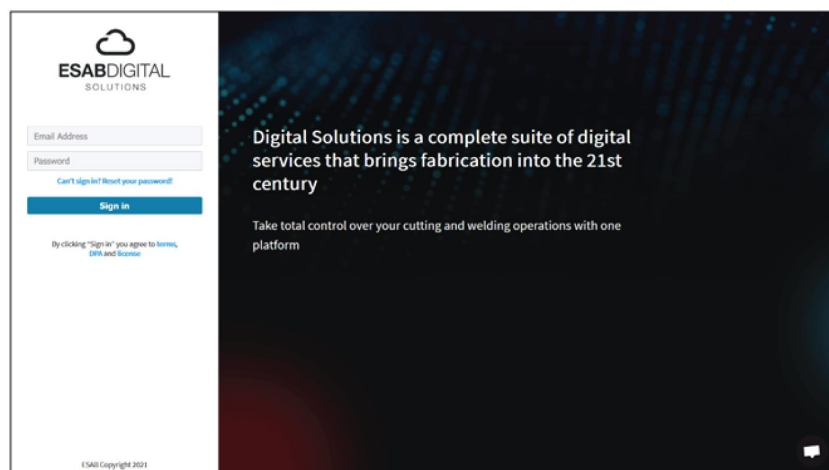 ESABDIGITAL
SOLUTIONS
Email Address
Password
Can't sign in? Reset your password!
Sign in
By clicking "Sign in" you agree to terms,
DPA and license
ESAB Copyright 2021
Digital Solutions is a complete suite of digital
services that brings fabrication into the 21st
century
Take total control over your cutting and welding operations with one
platform